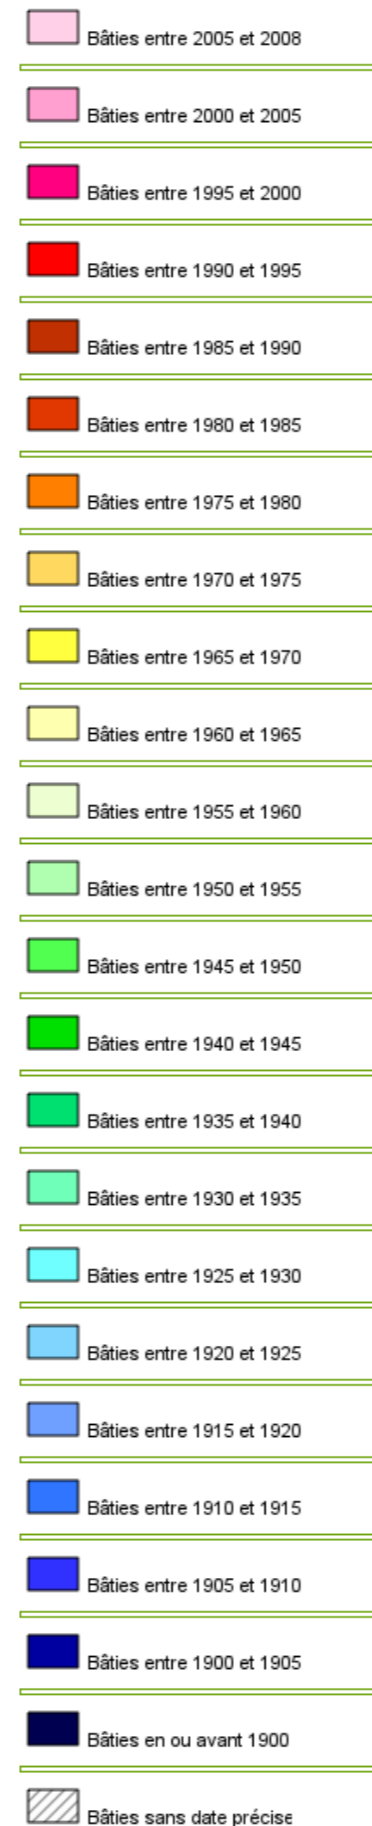 Bâties entre 2005 et 2008
Bâties entre 2000 et 2005
Bâties entre 1995 et 2000
Bâties entre 1990 et 1995
Bâties entre 1985 et 1990
Bâties entre 1980 et 1985
Bâties entre 1975 et 1980
Bâties entre 1970 et 1975
Bâties entre 1965 et 1970
Bâties entre 1960 et 1965
Bâties entre 1955 et 1960
Bâties entre 1950 et 1955
Bâties entre 1945 et 1950
Bâties entre 1940 et 1945
Bâties entre 1935 et 1940
Bâties entre 1930 et 1935
Bâties entre 1925 et 1930
Bâties entre 1920 et 1925
Bâties entre 1915 et 1920
Bâties entre 1910 et 1915
Bâties entre 1905 et 1910
Bâties entre 1900 et 1905
Bâties en ou avant 1900
Bâties sans date précise